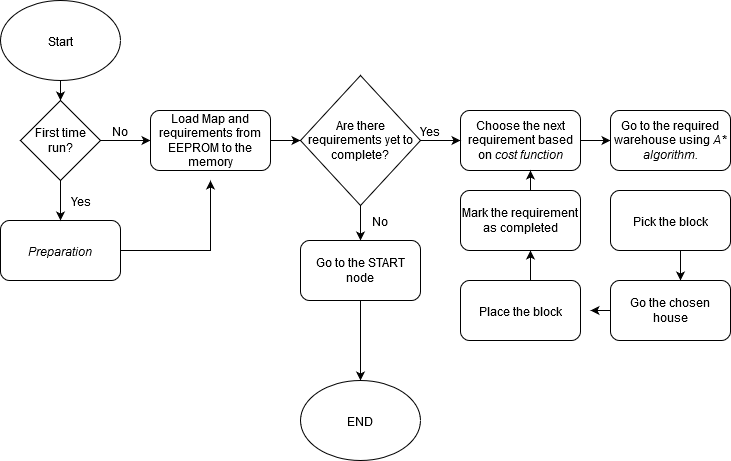 Start
First time
run?
No
Yes
Preparation
Load Map and
requirements from
EEPROM to the
memory
Are there
requirements yet to
complete?
Yes
No
Go to the START
node
END
Choose the next
requirement based
on cost function
Go to the required
warehouse using A*
algorithm.
Mark the requirement
as completed
Pick the block
Place the block
Go the chosen
house